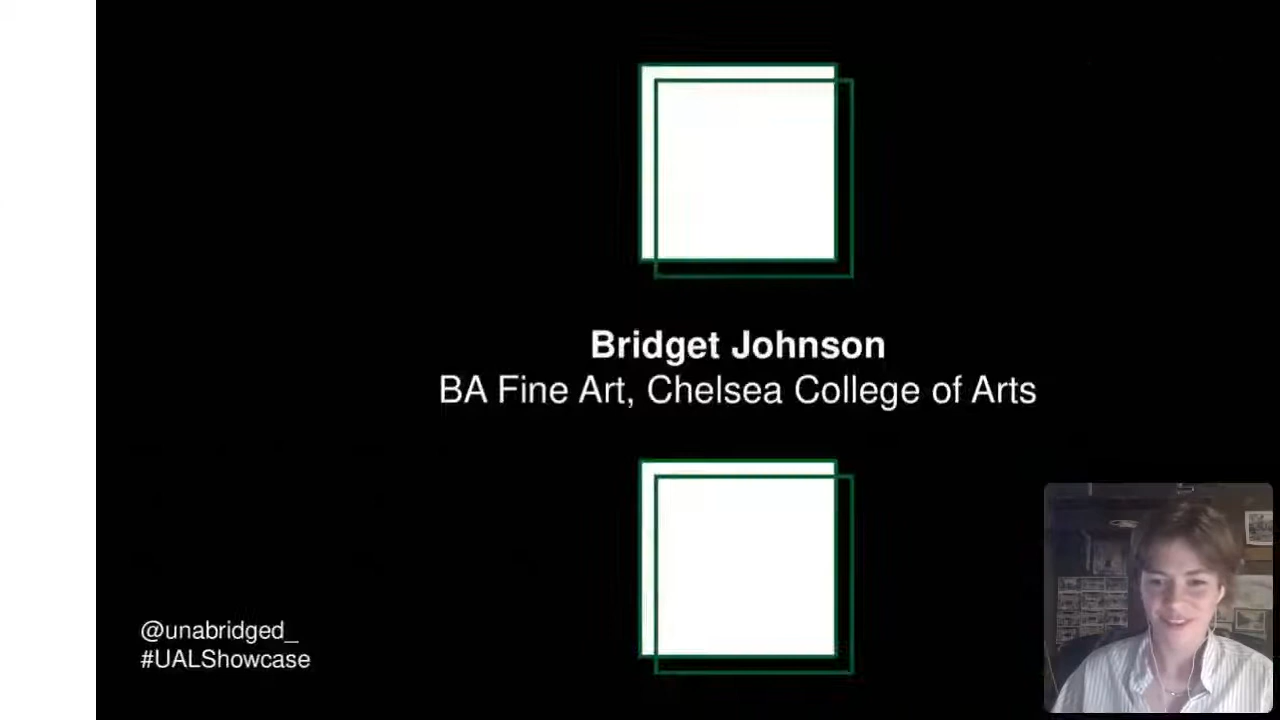 Bridget Johnson
BA Fine Art, Chelsea College of Arts
@unabridged_
#UALShowcase